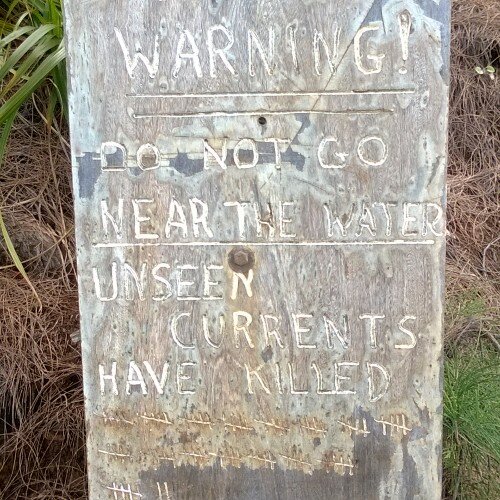 WARNING!
DO NOT GO
NEAR THE WATER
UNSEEN
CURRENTS
HAVE KILLED